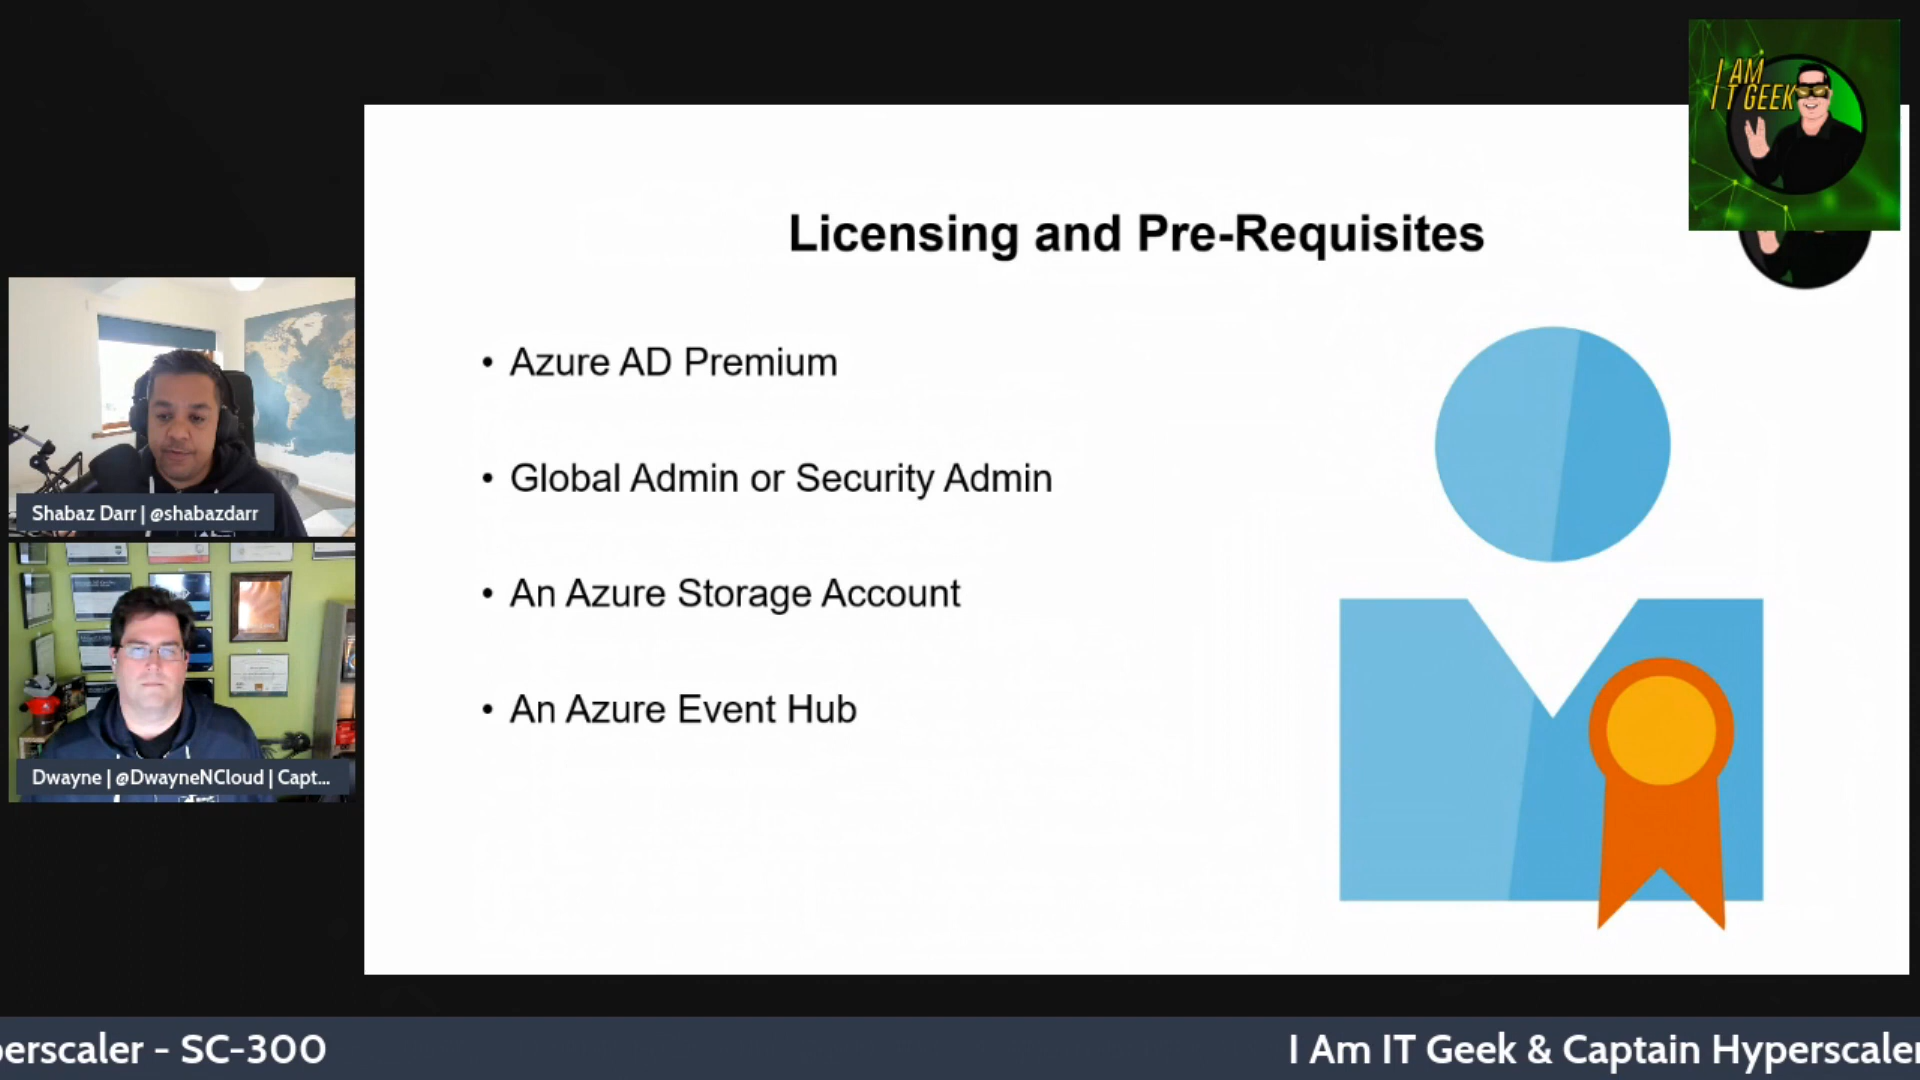 I AM
IT GEEK
Licensing and Pre-Requisites
• Azure AD Premium
• Global Admin or Security Admin
• An Azure Storage Account
• An Azure Event Hub
Shabaz Darr | @shabazdarr
Dwayne | @DwayneNCloud | Capt...
perscaler - SC-300
I Am IT Geek & Captain Hyperscaler